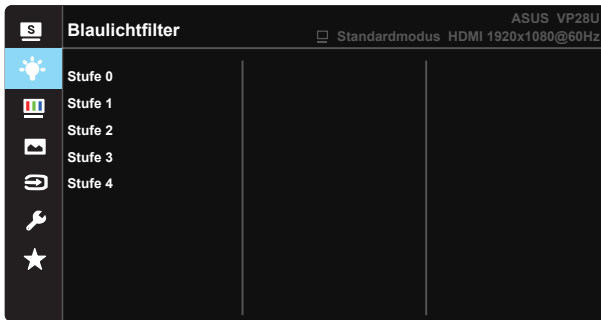 S
Blaulichtfilter
ASUS VP28U
Standardmodus HDMI 1920x1080@60Hz
Stufe 0
Stufe 1
Stufe 2
Stufe 3
Stufe 4